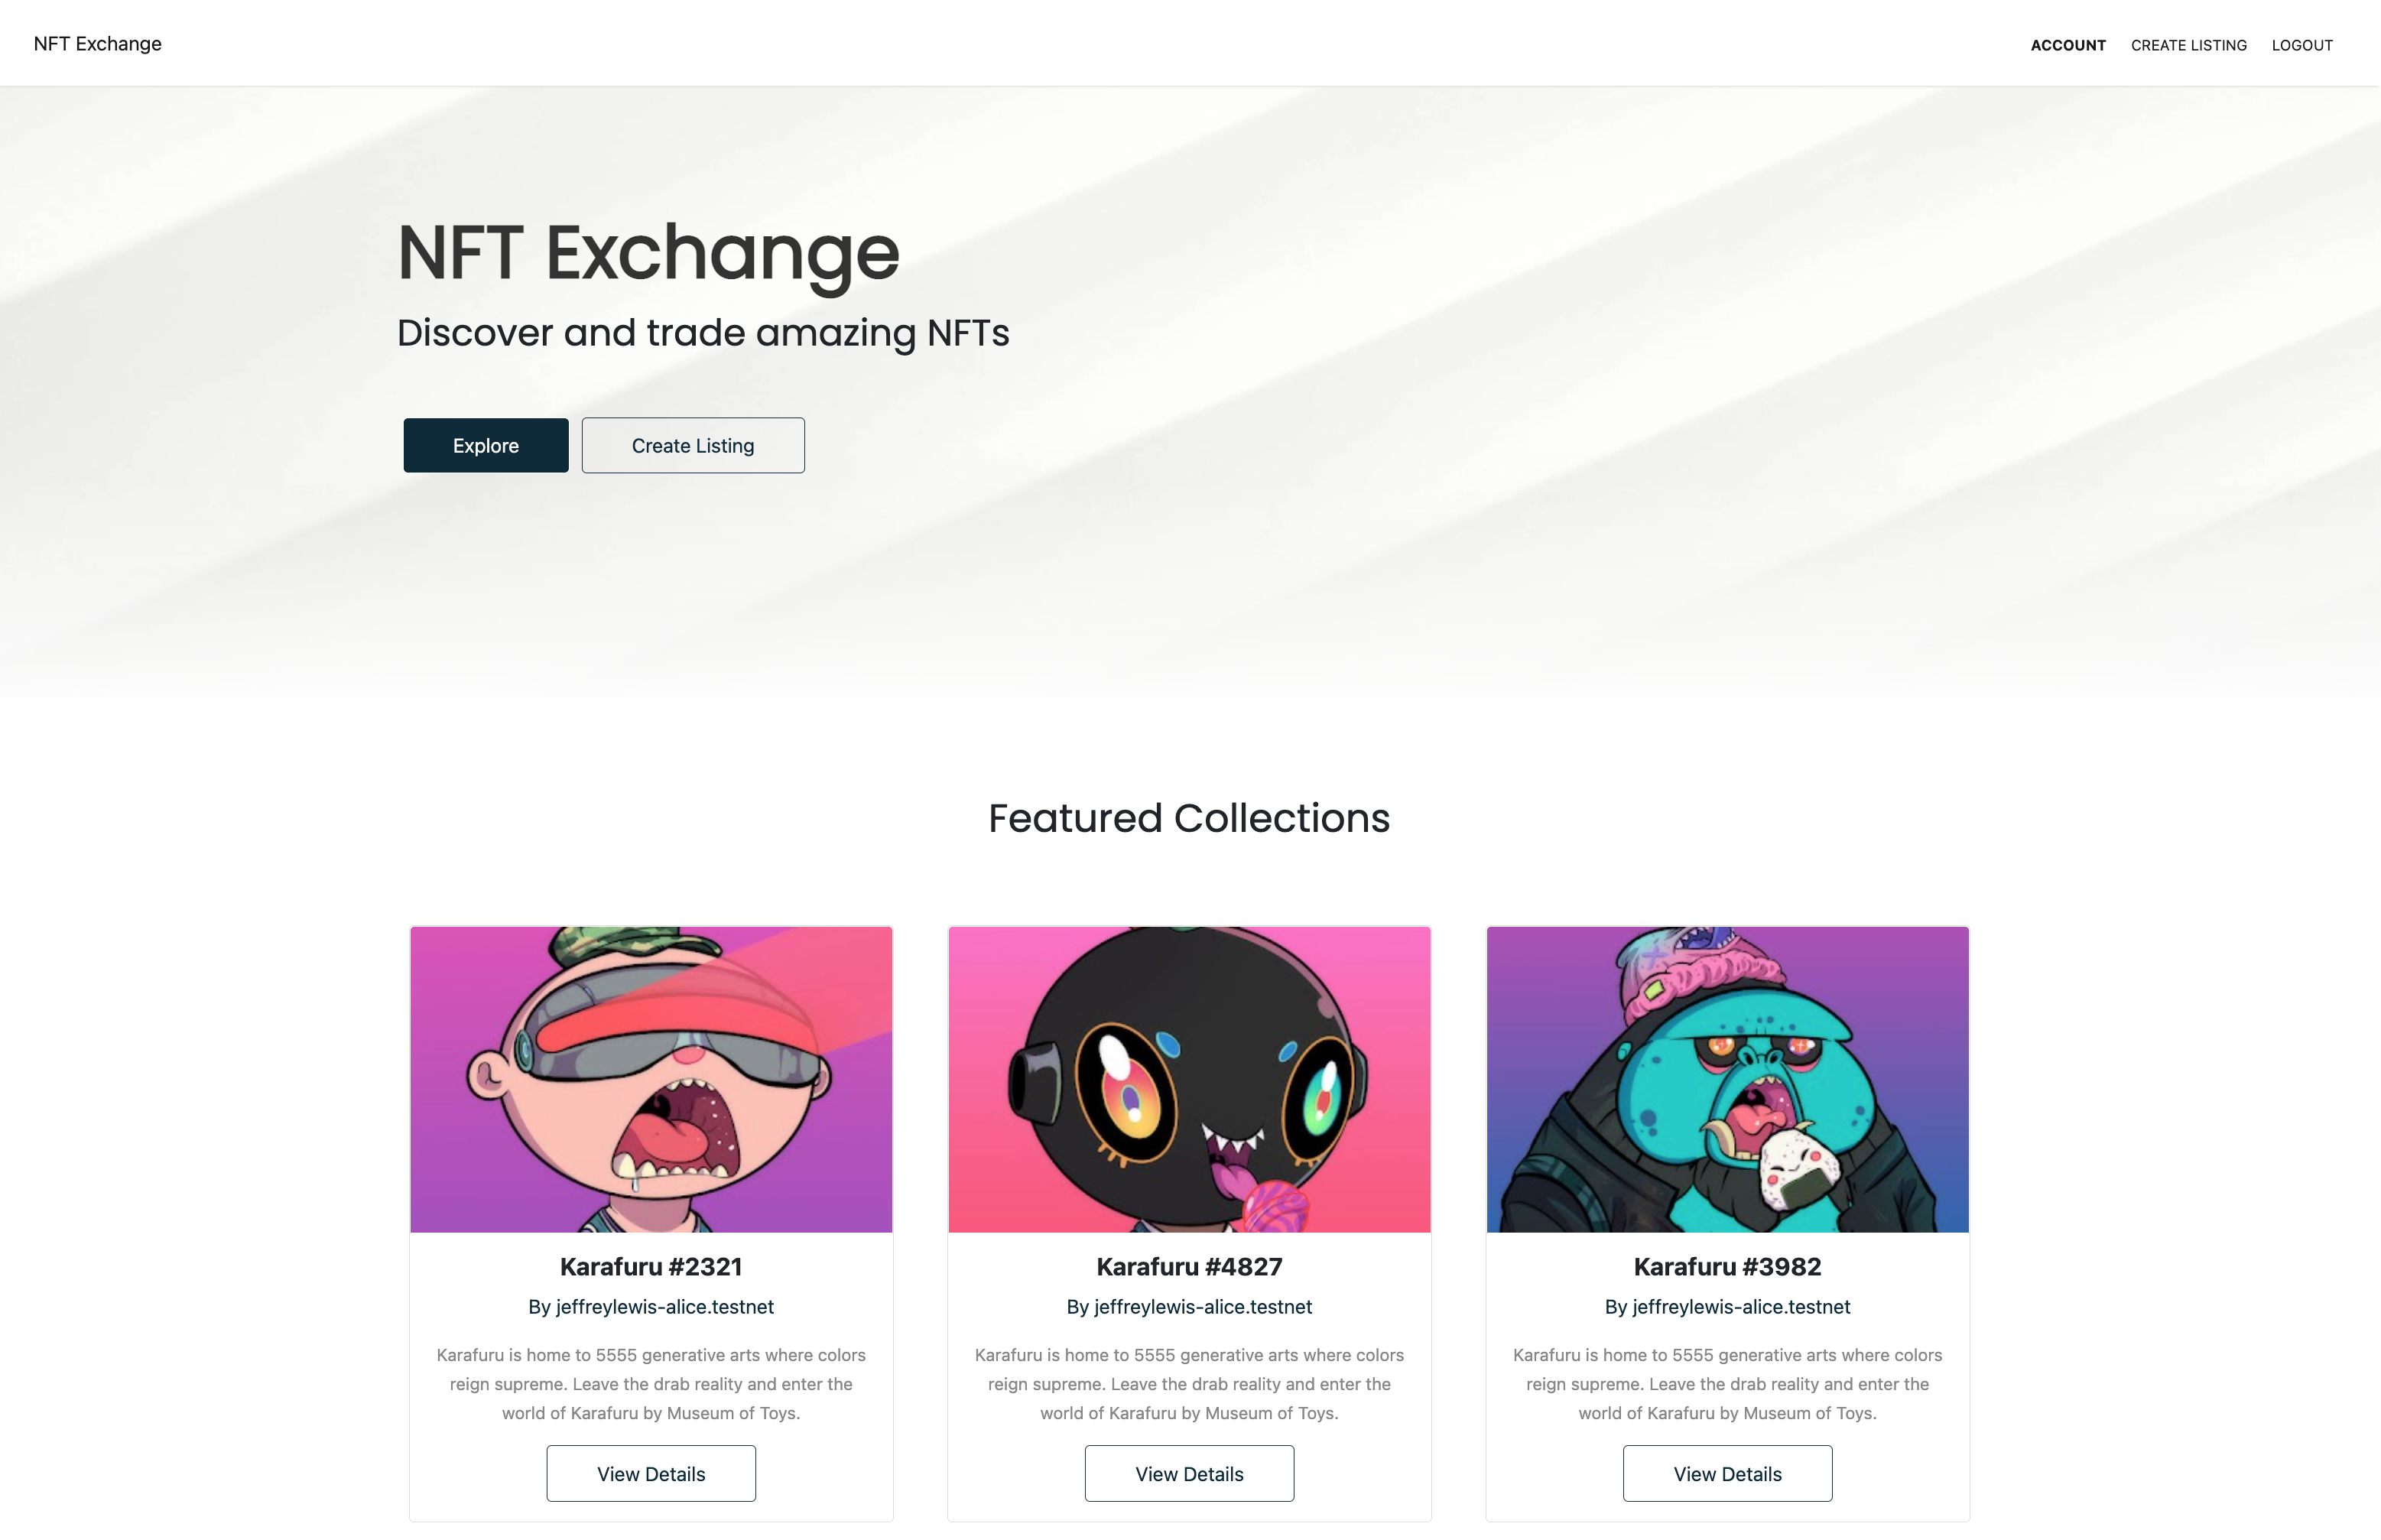 NFT Exchange
ACCOUNT CREATE LISTING LOGOUT
NFT Exchange
Discover and trade amazing NFTs
Explore
Create Listing
Featured Collections
Karafuru #2321
By jeffreylewis-alice.testnet
Karafuru is home to 5555 generative arts where colors
reign supreme. Leave the drab reality and enter the
world of Karafuru by Museum of Toys.
View Details
Karafuru #4827
By jeffreylewis-alice.testnet
Karafuru is home to 5555 generative arts where colors
reign supreme. Leave the drab reality and enter the
world of Karafuru by Museum of Toys.
View Details
Karafuru #3982
By jeffreylewis-alice.testnet
Karafuru is home to 5555 generative arts where colors
reign supreme. Leave the drab reality and enter the
world of Karafuru by Museum of Toys.
View Details